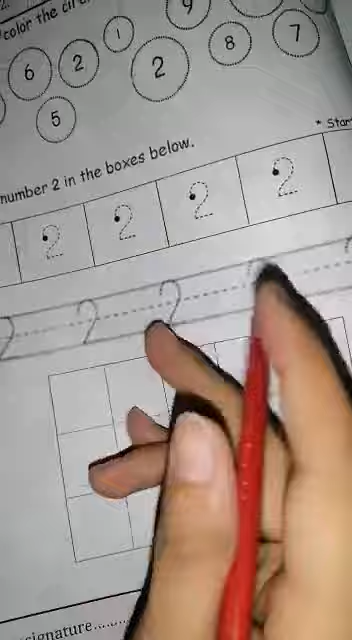 color the
9
1
6 2 2 8 7
5
* Star
number 2 in the boxes below.
2 2 2 2
2 2 2
signature........